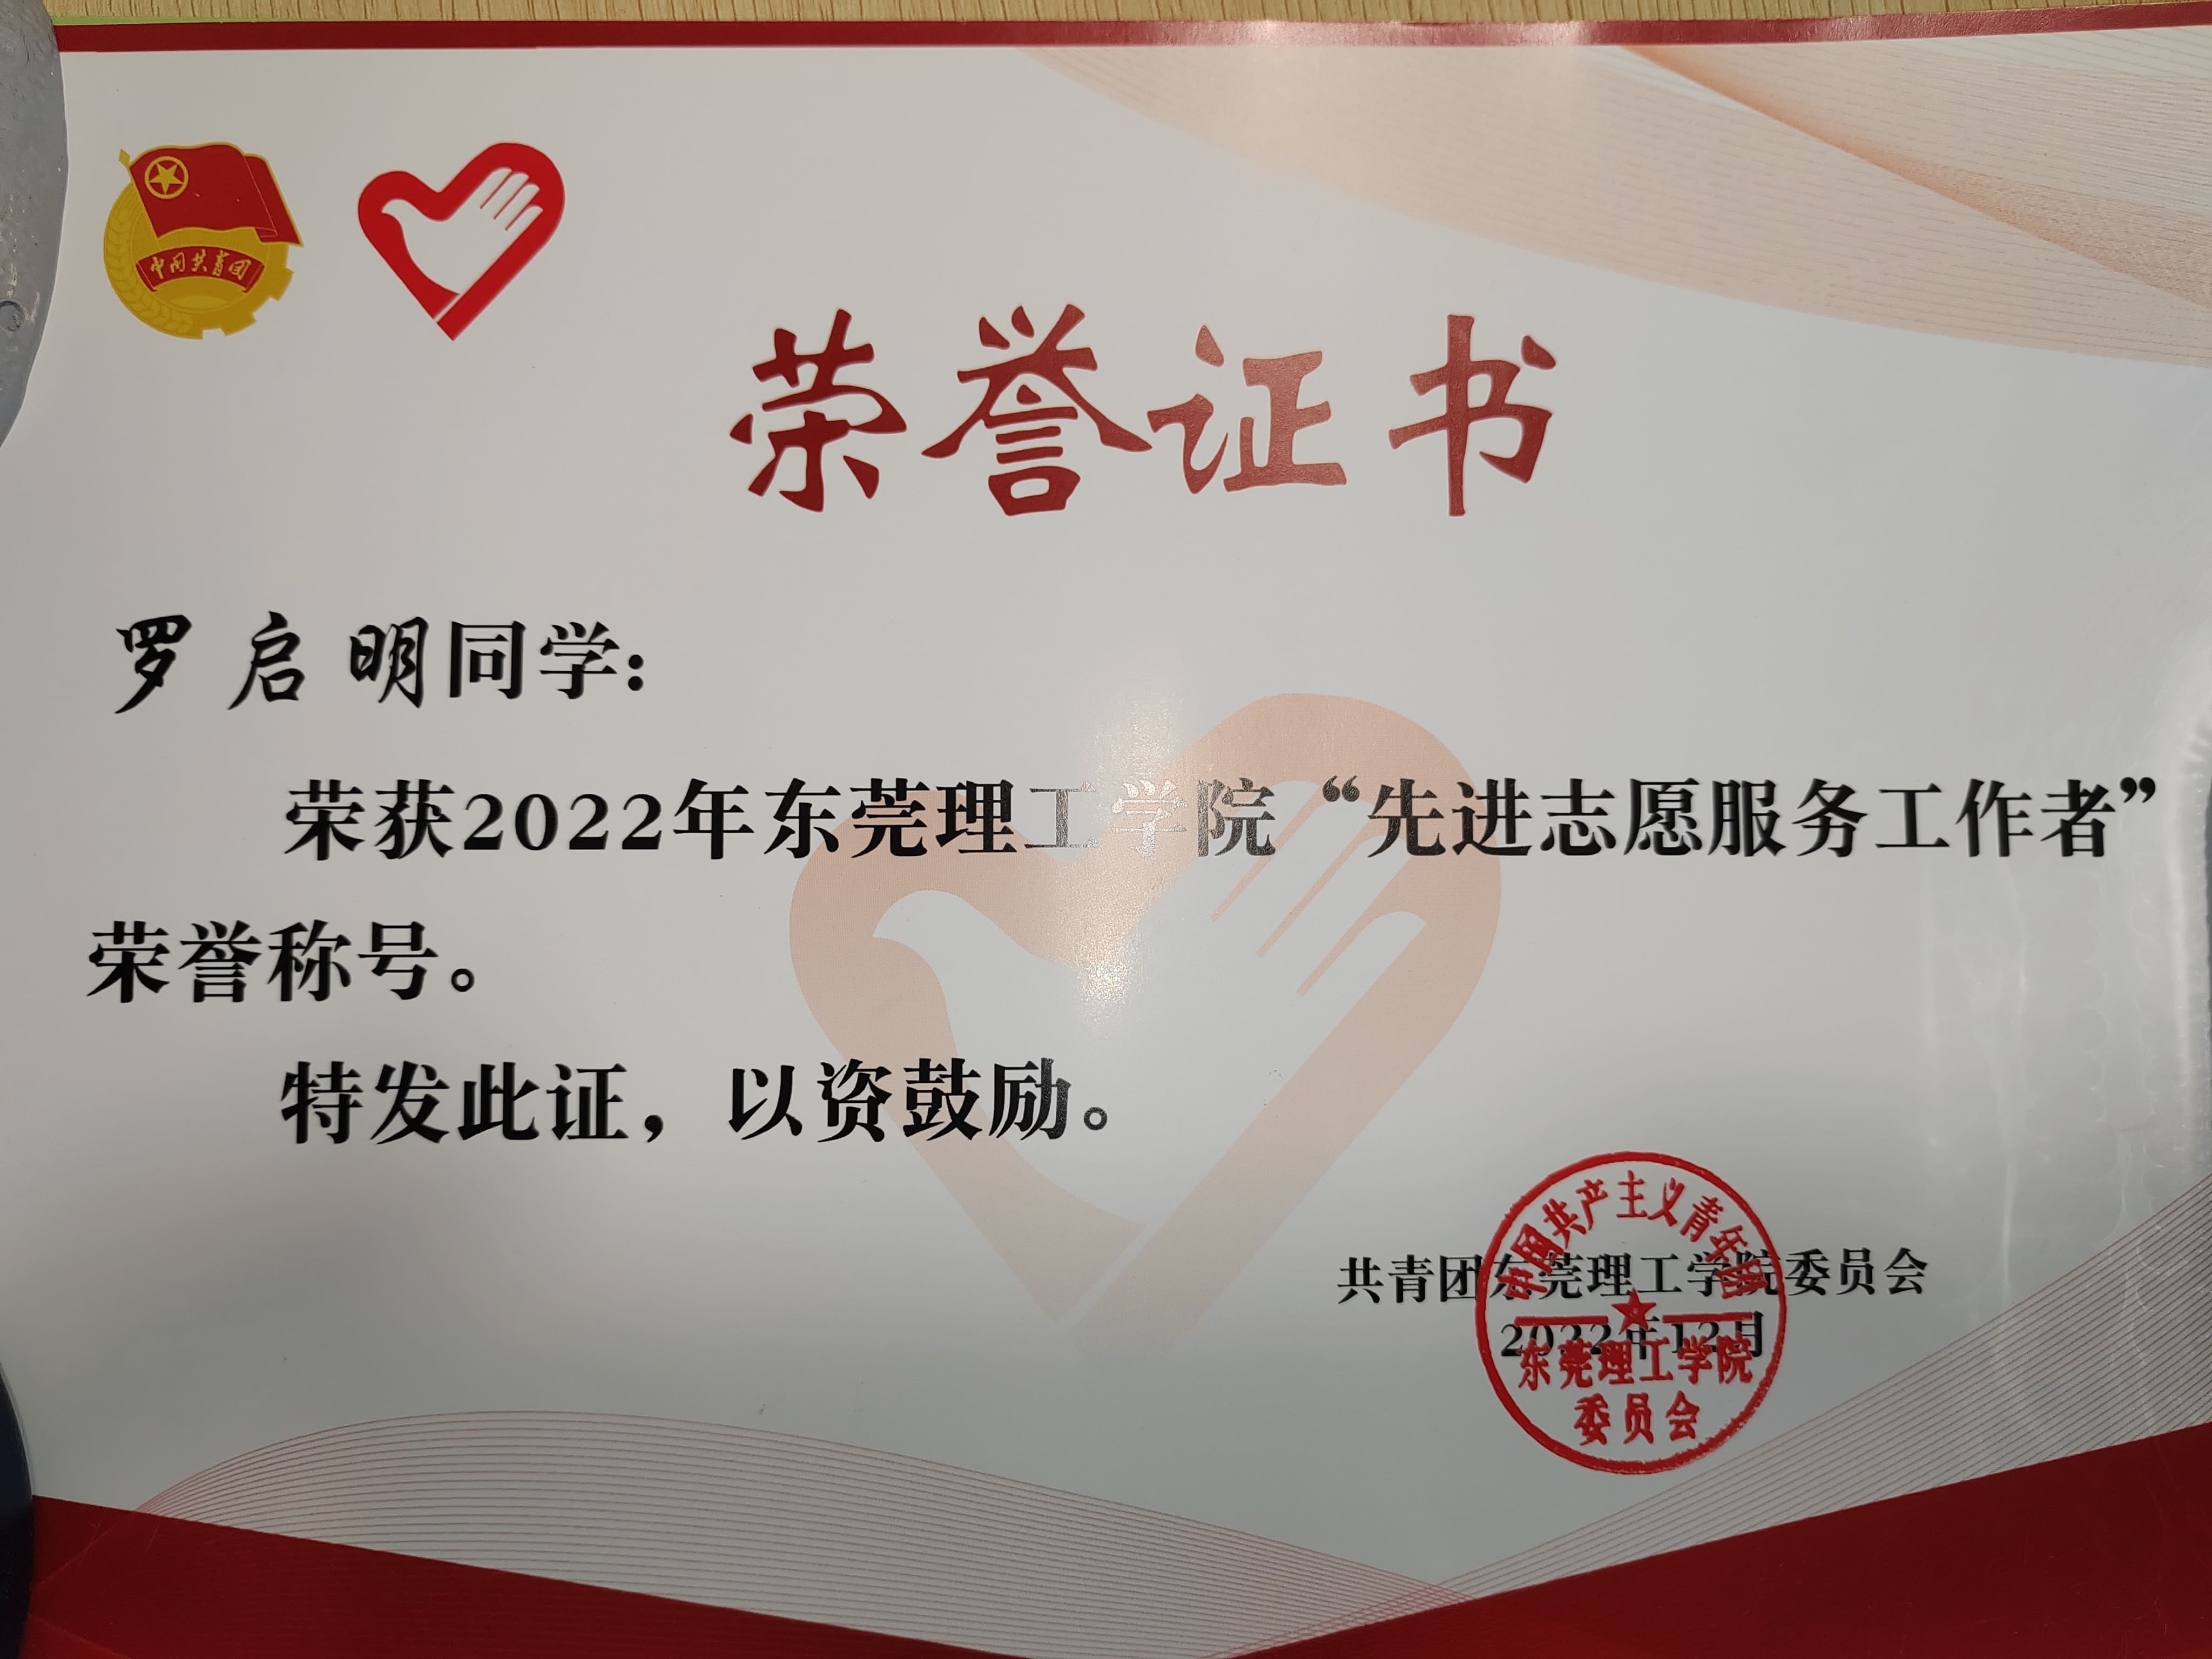 中国共青团
荣誉证书
罗启明同学:
荣获2022年东莞理工学院“先进志愿服务工作者”
荣誉称号。
特发此证，以资鼓励。
共青团东莞理工学院委员会
2022年12月
中国共产主义青年团
东莞理工学院
委员会